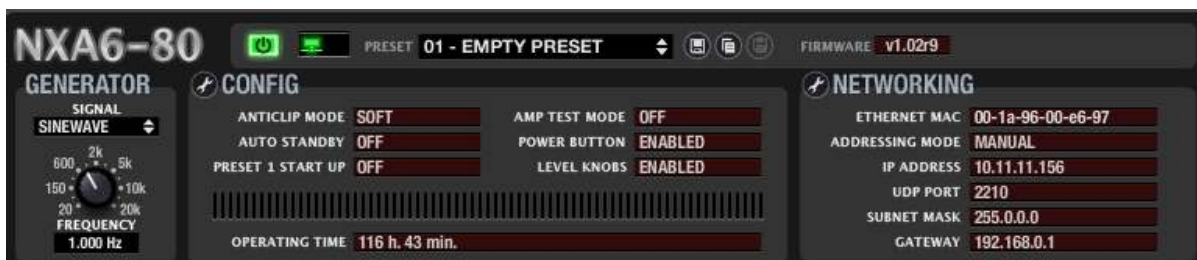 NXA6-80
PRESET 01 - EMPTY PRESET
FIRMWARE v1.02r9
GENERATOR
SIGNAL
SINEWAVE
2k
600 5k
150 10k
20 20k
FREQUENCY
1.000 Hz
CONFIG
ANTICLIP MODE SOFT
AUTO STANDBY OFF
PRESET 1 START UP OFF
AMP TEST MODE OFF
POWER BUTTON ENABLED
LEVEL KNOBS ENABLED
OPERATING TIME 116 h. 43 min.
NETWORKING
ETHERNET MAC 00-1a-96-00-e6-97
ADDRESSING MODE MANUAL
IP ADDRESS 10.11.11.156
UDP PORT 2210
SUBNET MASK 255.0.0.0
GATEWAY 192.168.0.1